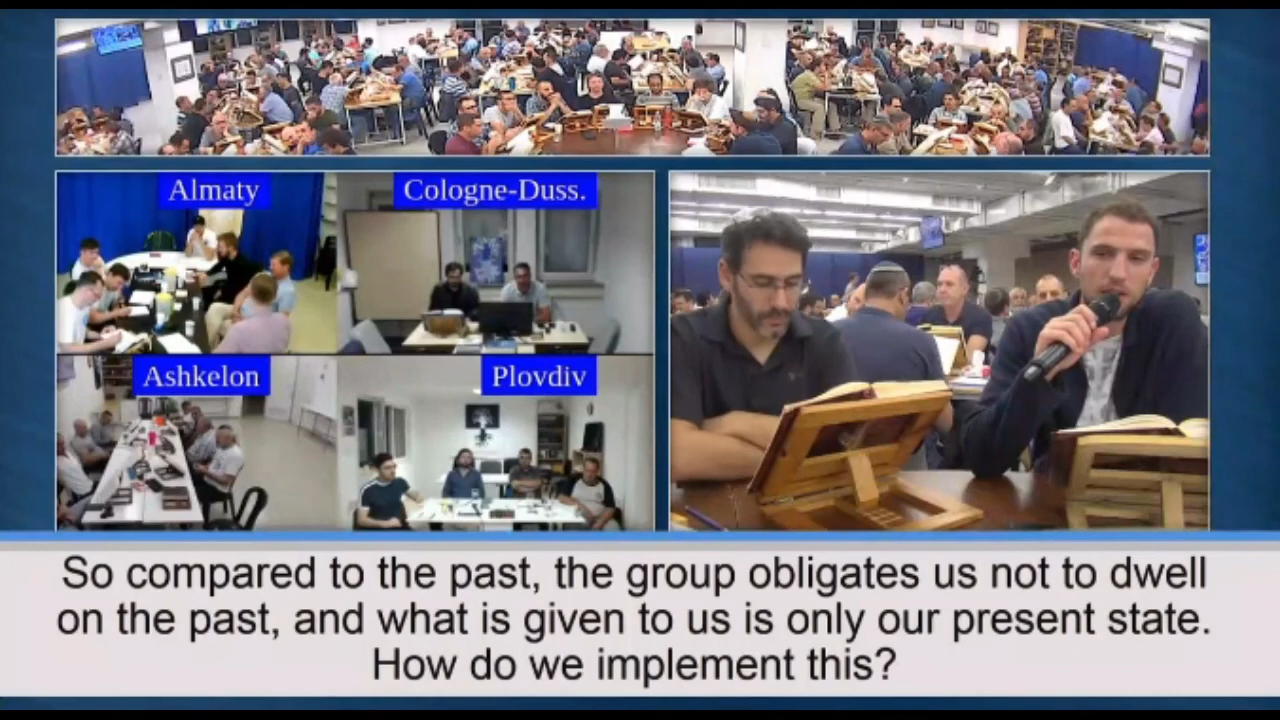 Almaty
Cologne-Duss.
Ashkelon
Plovdiv
So compared to the past, the group obligates us not to dwell
on the past, and what is given to us is only our present state.
How do we implement this?